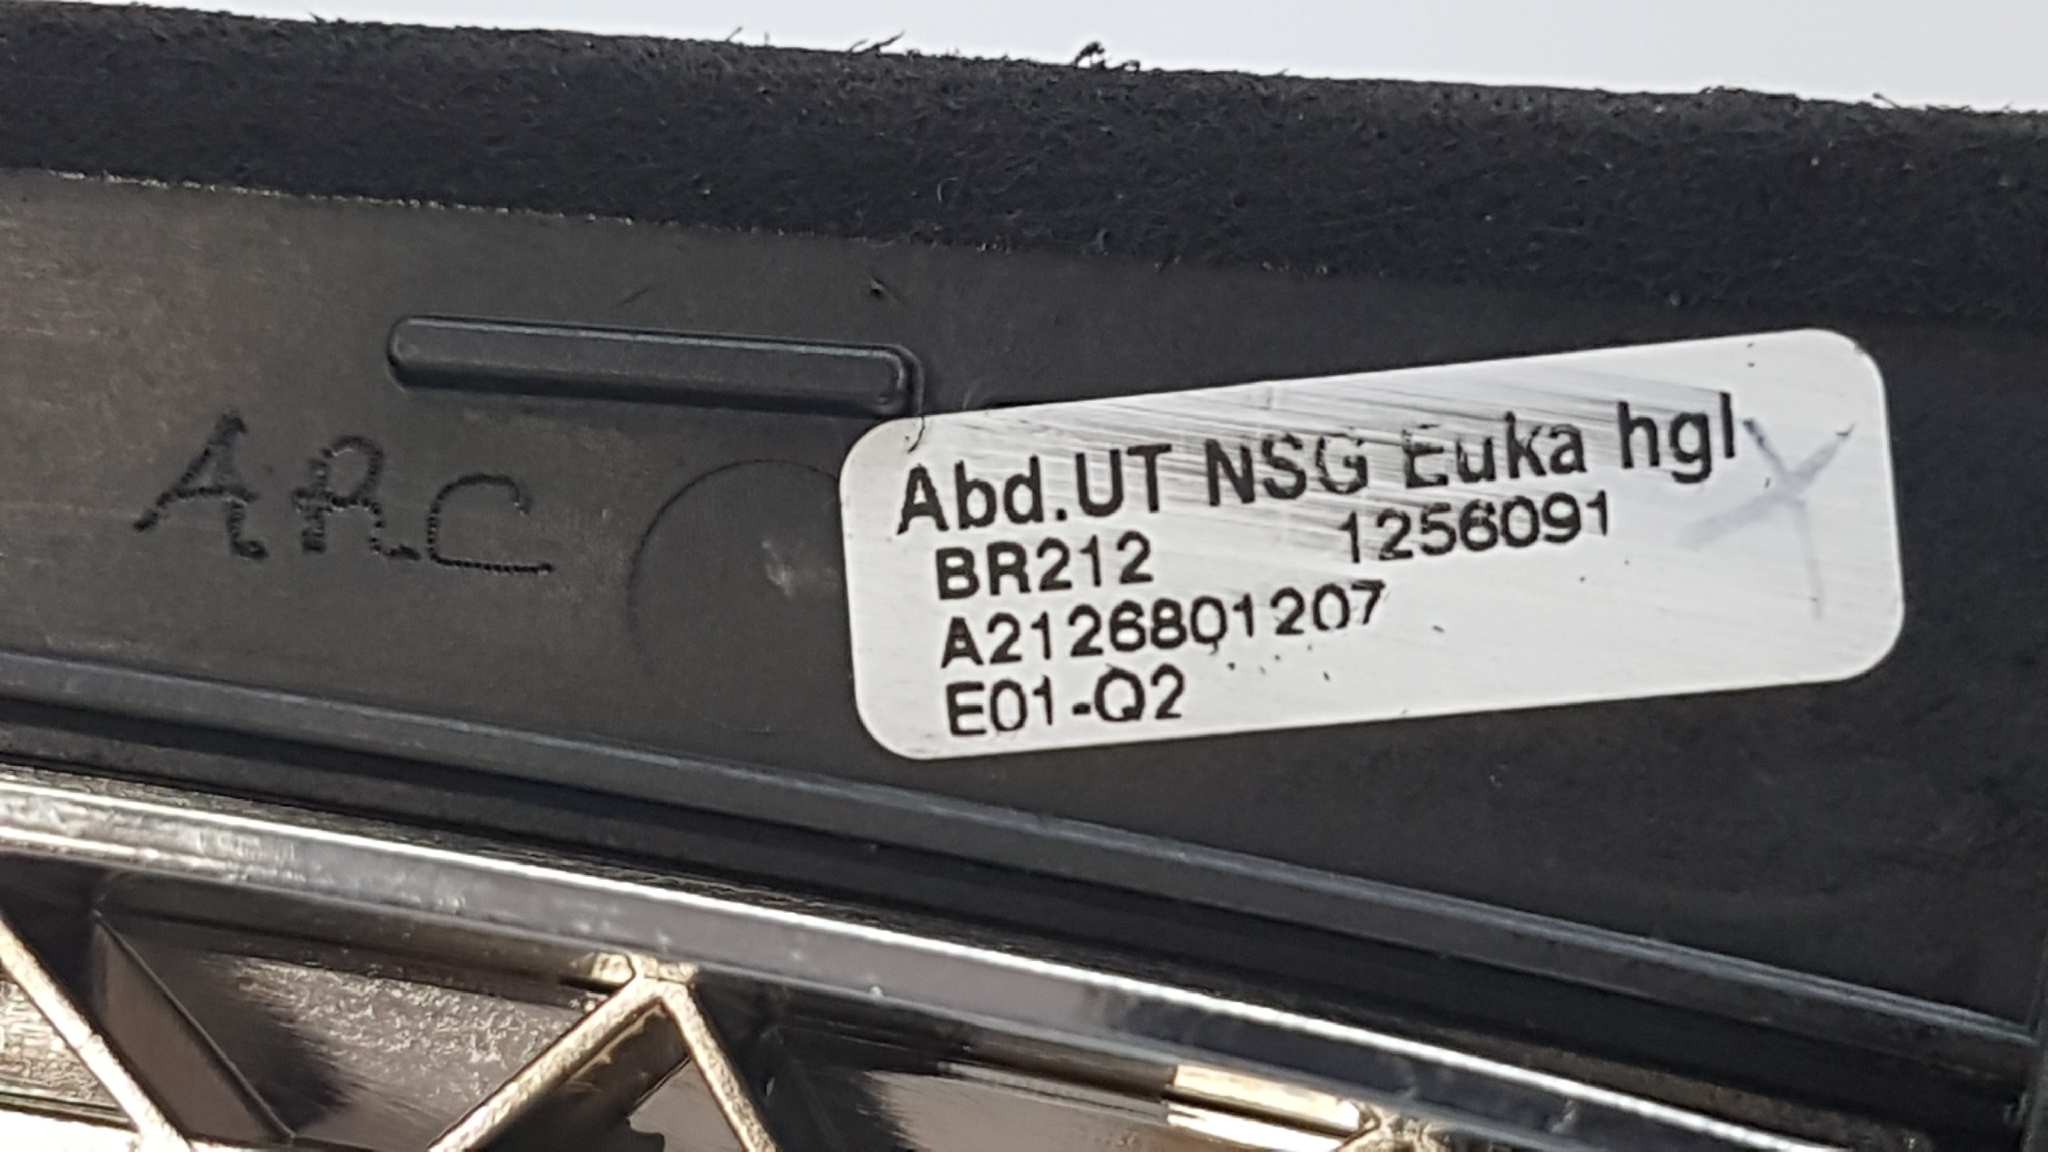 ARC
Abd.UT NSG Euka hgl
BR212 1256091
A2126801207
E01-Q2